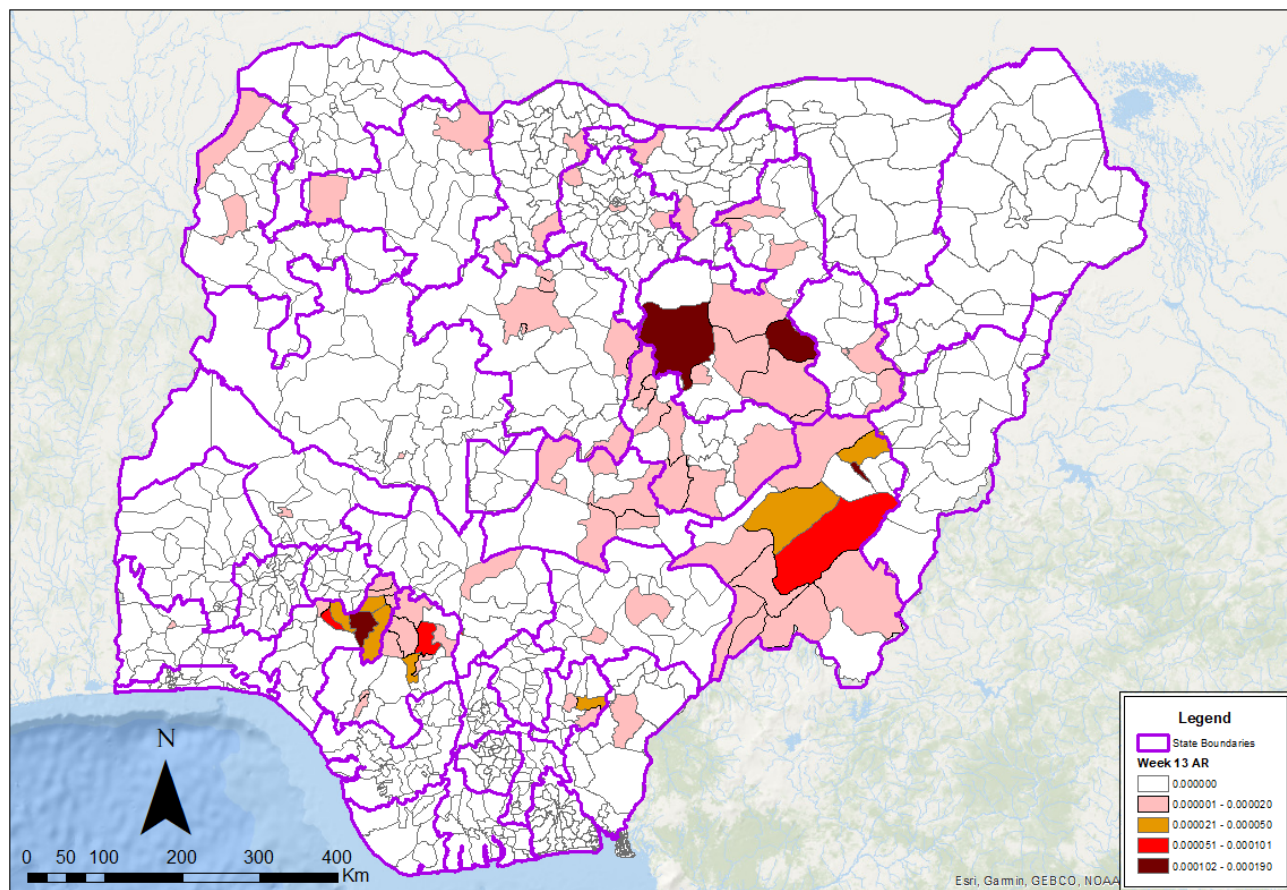 N
0 50 100 200 300 400
Km
Legend
State Boundaries
Week 13 AR
0.000000
0.000001 - 0.000020
0.000021 - 0.000050
0.000051 - 0.000101
0.000102 - 0.000190
Esri, Garmin, GEBCO, NOAA